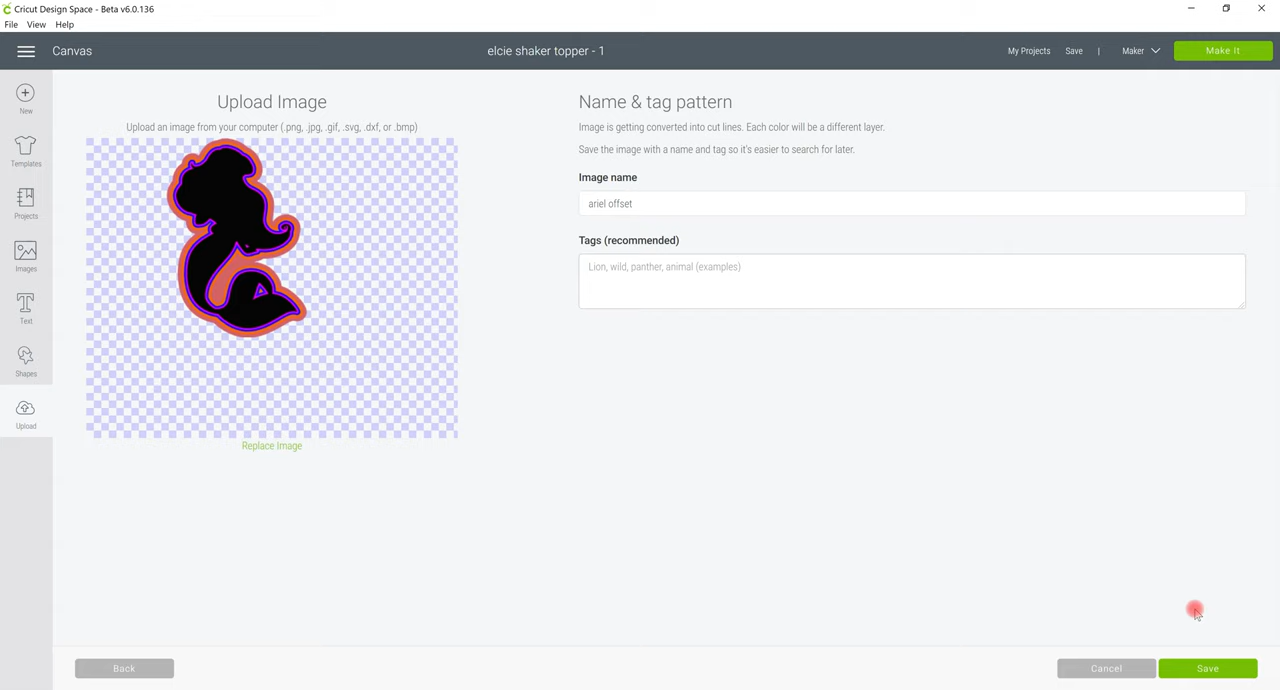 Cricut Design Space - Beta v6.0.136
File View Help
Canvas
elcie shaker topper - 1
My Projects Save | Maker Make It
New
Templates
Projects
Images
Text
Shapes
Upload
Upload Image
Upload an image from your computer (.png, .jpg, .gif, .svg, .dxf, or .bmp)
Replace Image
Name & tag pattern
Image is getting converted into cut lines. Each color will be a different layer.
Save the image with a name and tag so it's easier to search for later.
Image name
ariel offset
Tags (recommended)
Lion, wild, panther, animal (examples)
Back
Cancel
Save